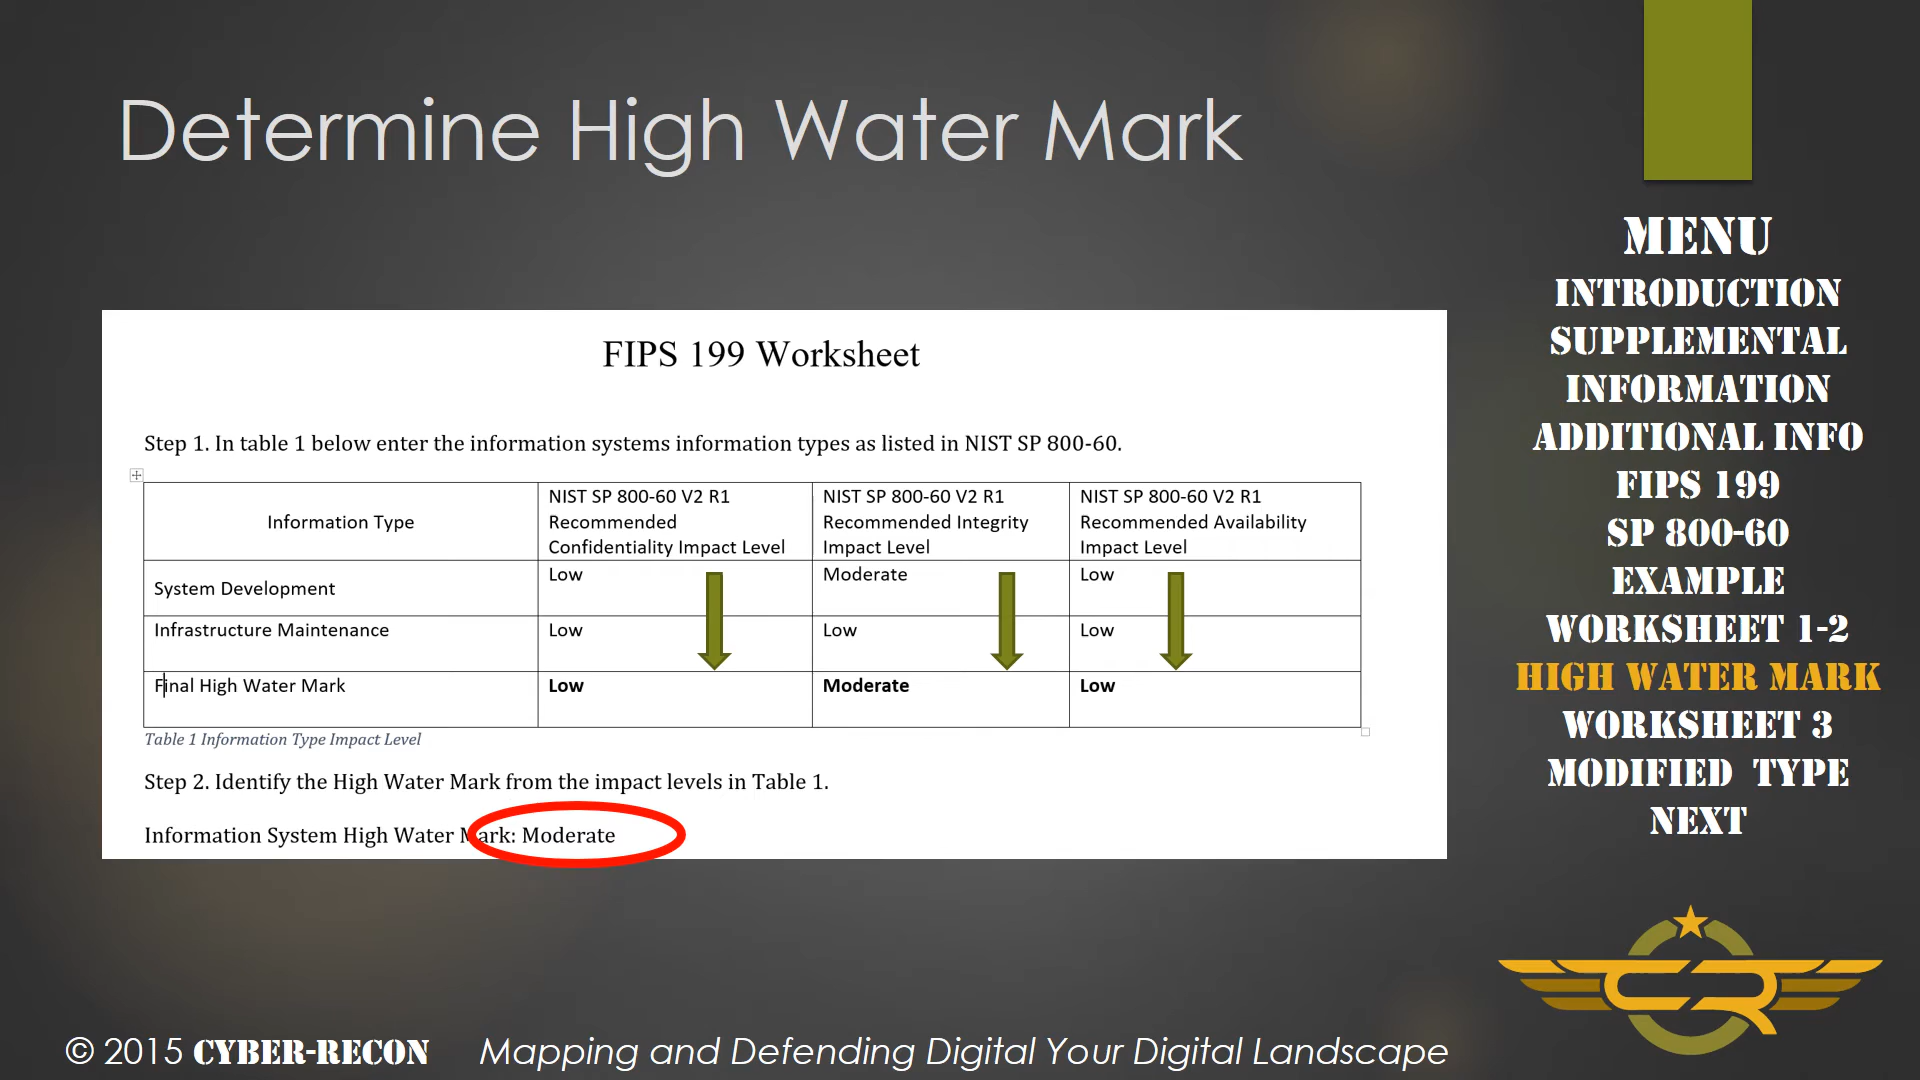 Determine High Water Mark
MENU
INTRODUCTION
SUPPLEMENTAL
INFORMATION
ADDITIONAL INFO
FIPS 199
SP 800-60
EXAMPLE
WORKSHEET 1-2
HIGH WATER MARK
WORKSHEET 3
MODIFIED TYPE
NEXT
FIPS 199 Worksheet
Step 1. In table 1 below enter the information systems information types as listed in NIST SP 800-60.
Information Type
NIST SP 800-60 V2 R1
Recommended
Confidentiality Impact Level
NIST SP 800-60 V2 R1
Recommended Integrity
Impact Level
NIST SP 800-60 V2 R1
Recommended Availability
Impact Level
System Development
Low
Moderate
Low
Infrastructure Maintenance
Low
Low
Low
Final High Water Mark
Low
Moderate
Low
Table 1 Information Type Impact Level
Step 2. Identify the High Water Mark from the impact levels in Table 1.
Information System High Water Mark: Moderate
CR
© 2015 CYBER-RECON Mapping and Defending Digital Your Digital Landscape